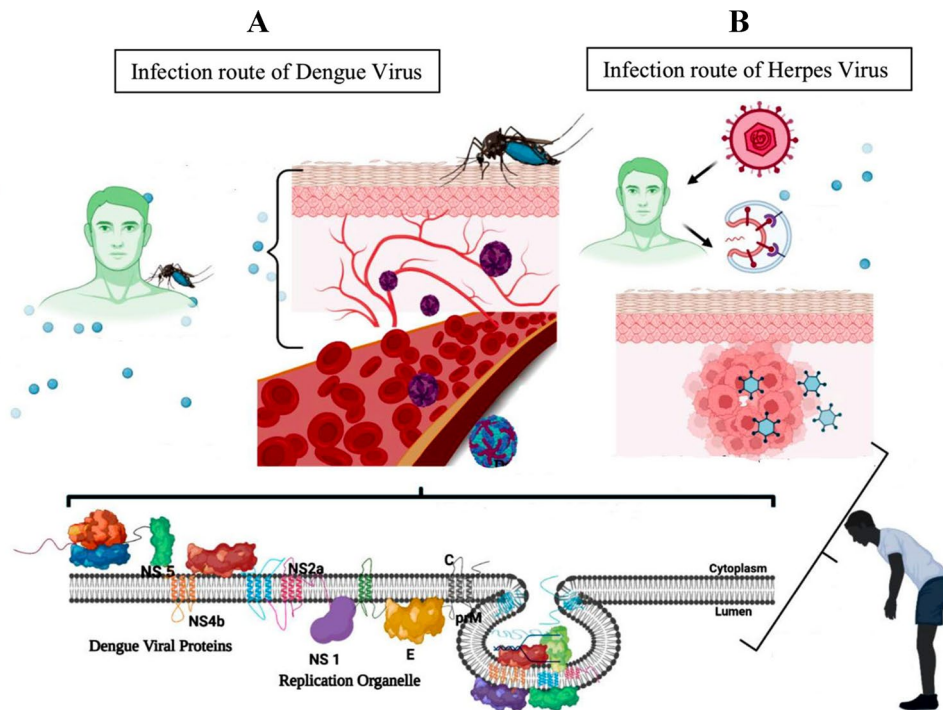 A
B
Infection route of Dengue Virus
Infection route of Herpes Virus
NS 5
NS2a
C
Cytoplasm
Lumen
NS4b
prM
Dengue Viral Proteins
NS 1
E
Replication Organelle